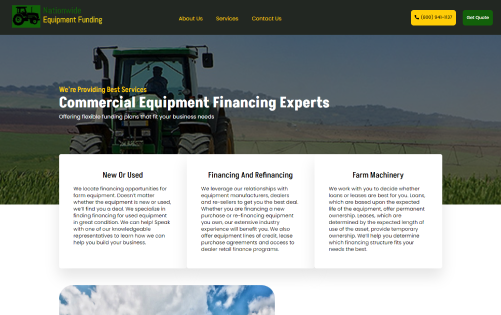 Nationwide
Equipment Funding
About Us
Services
Contact Us
(800) 941-1127
Get Quote
We're Providing Best Services
Commercial Equipment Financing Experts
Offering flexible funding plans that fit your business needs
New Or Used
We locate financing opportunities for
farm equipment. Doesn't matter
whether the equipment is new or used,
we'll find you a deal. We specialize in
finding financing for used equipment
in great condition. We can help! Speak
with one of our knowledgeable
representatives to learn how we can
help you build your business.
Financing And Refinancing
We leverage our relationships with
equipment manufacturers, dealers
and re-sellers to get you the best deal.
Whether you are financing a new
purchase or re-financing equipment
you own, our extensive industry
experience will benefit you. We also
offer equipment lines of credit, lease
purchase agreements and access to
dealer retail finance programs.
Farm Machinery
We work with you to decide whether
loans or leases are best for you. Loans,
which are based upon the expected
life of the equipment, offer permanent
ownership. Leases, which are
determined by the expected length of
use of the asset, provide temporary
ownership. We'll help you determine
which financing structure fits your
needs the best.